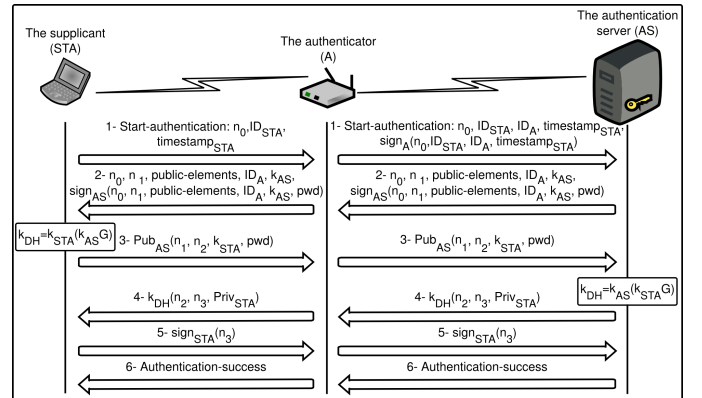 The supplicant
(STA)
The authenticator
(A)
The authentication
server (AS)
1- Start-authentication: n0,IDSTA,
timestampSTA
1- Start-authentication: n0, IDSTA, IDA, timestampSTA,
signA(n0,IDSTA, IDA, timestampSTA)
2- n0, n 1, public-elements, IDA, kAS,
signAS(n0, n1, public-elements, IDA, kAS, pwd)
2- n0, n 1, public-elements, IDA, kAS,
signAS(n0, n1, public-elements, IDA, kAS, pwd)
kDH=kSTA(kASG)
3- PubAS(n1, n2, kSTA, pwd)
3- PubAS(n1, n2, kSTA, pwd)
kDH=kAS(kSTAG)
4- kDH(n2, n3, PrivSTA)
4- kDH(n2, n3, PrivSTA)
5- signSTA(n3)
5- signSTA(n3)
6- Authentication-success
6- Authentication-success